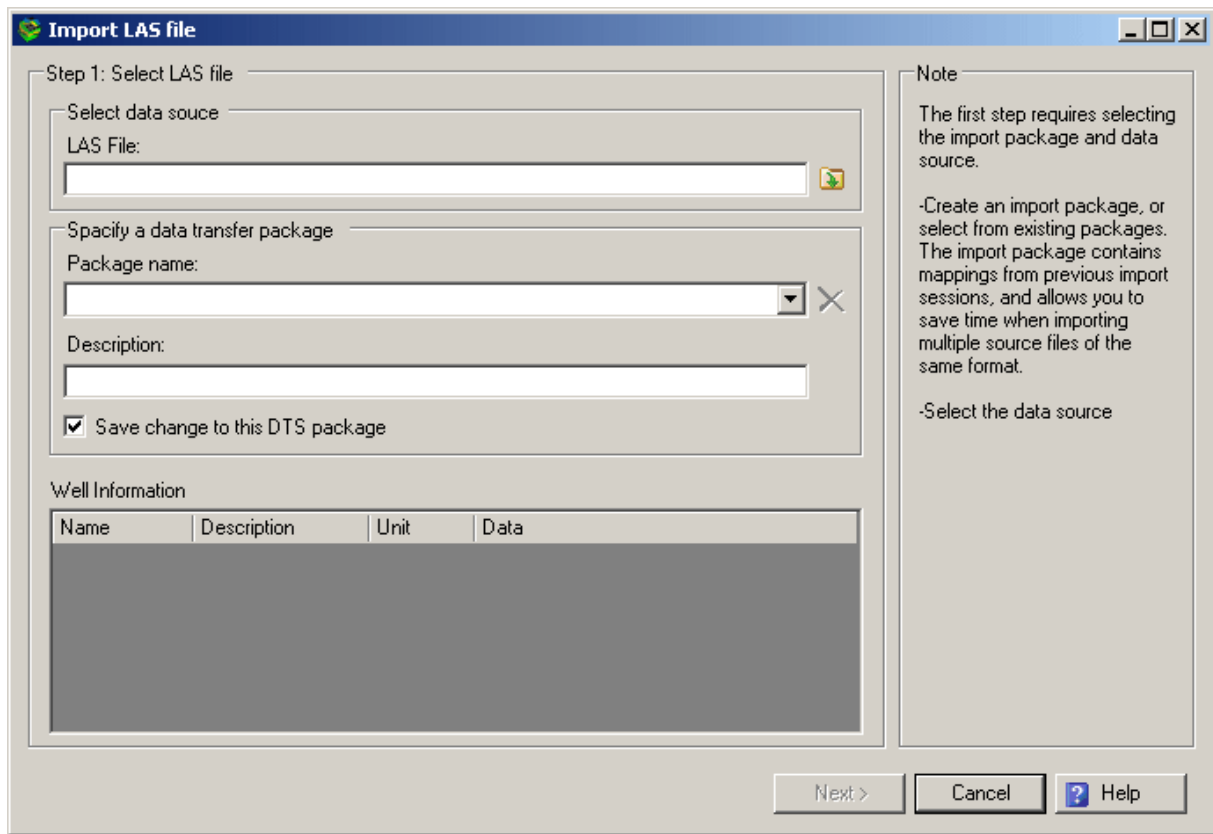 Import LAS file
Step 1: Select LAS file
Select data souce
LAS File:
Spacify a data transfer package
Package name:
Description:
Save change to this DTS package
Well Information
Name Description Unit Data
Note
The first step requires selecting
the import package and data
source.
-Create an import package, or
select from existing packages.
The import package contains
mappings from previous import
sessions, and allows you to
save time when importing
multiple source files of the
same format.
-Select the data source
Next > Cancel ? Help